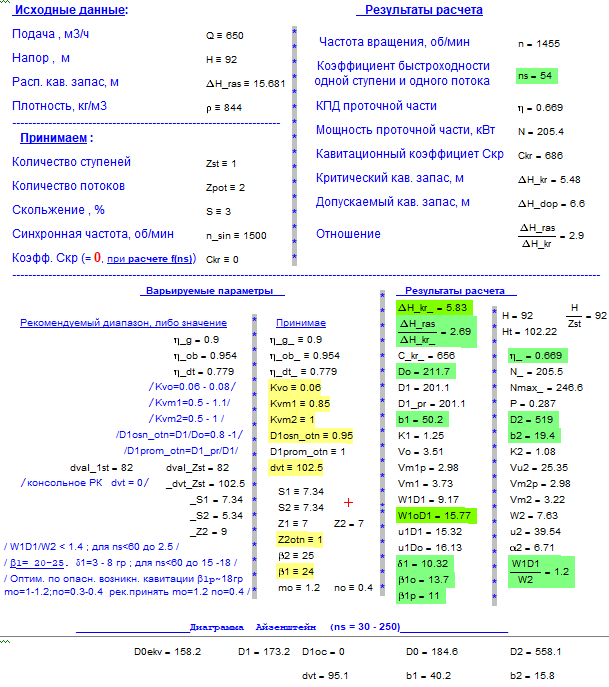 Исходные данные:
Подача , м3/ч Q ≡ 650
Напор , м H ≡ 92
Расп. кав. запас, м ΔH_ras ≡ 15.681
Плотность, кг/м3 ρ ≡ 844
Принимаем :
Количество ступеней Zst ≡ 1
Количество потоков Zpot ≡ 2
Скольжение , % S ≡ 3
Синхронная частота, об/мин n_sin ≡ 1500
Коэфф. Скр (= 0, при расчете f(ns)) Ckr ≡ 0
Результаты расчета
Частота вращения, об/мин n = 1455
Коэффициент быстроходности
одной ступени и одного потока ns = 54
КПД проточной части η = 0.669
Мощность проточной части, кВт N = 205.4
Кавитационный коэффициет Скр Ckr = 686
Критический кав. запас, м ΔH_kr = 5.48
Допускаемый кав. запас, м ΔH_dop = 6.6
Отношение ΔH_ras / ΔH_kr = 2.9
Варьируемые параметры
Рекомендуемый диапазон, либо значение Принимае
η_g = 0.9 η_g_ ≡ 0.9
η_ob = 0.954 η_ob_ ≡ 0.954
η_dt = 0.779 η_dt_ ≡ 0.779
/ Kvo=0.06 - 0.08 / Kvo ≡ 0.06
/ Kvm1=0.5 - 1.1/ Kvm1 ≡ 0.85
/ Kvm2=0.5 - 1 / Kvm2 ≡ 1
/D1osn_otn=D1/Do=0.8 -1/ D1osn_otn ≡ 0.95
/D1prom_otn=D1_pr/D1/ D1prom_otn ≡ 1
dval_1st = 82 dval_Zst = 82 dvt ≡ 102.5
/ консольное РК dvt = 0/ _dvt_Zst = 102.5
_S1 = 7.34 S1 ≡ 7.34
_S2 = 5.34 S2 ≡ 7.34
_Z2 = 9 Z1 ≡ 7 Z2 = 7
/ W1D1/W2 < 1.4 ; для ns<60 до 2.5 / Z2otn ≡ 1
/ β1= 20-25. δ1=3 - 8 гр ; для ns<60 до 15 -18 / β2 ≡ 25
/ Оптим. по опасн. возникн. кавитации β1р~18гр β1 ≡ 24
mo=1-1.2;no=0.3-0.4 рек.принять mo=1.2 no=0.4 / mo ≡ 1.2 no ≡ 0.4
Результаты расчета
ΔH_kr_ = 5.83
ΔH_ras / ΔH_kr_ = 2.69
C_kr_ = 656
Do = 211.7
D1 = 201.1
D1_pr = 201.1
b1 = 50.2
K1 = 1.25
Vo = 3.51
Vm1p = 2.98
Vm1 = 3.73
W1D1 = 9.17
W1oD1 = 15.77
u1D1 = 15.32
u1Do = 16.13
δ1 = 10.32
β1o = 13.7
β1p = 11
H = 92 H / Zst = 92
Ht = 102.22
η_ = 0.669
N_ = 205.5
Nmax_ = 246.6
P = 0.287
D2 = 519
b2 = 19.4
K2 = 1.08
Vu2 = 25.35
Vm2p = 2.98
Vm2 = 3.22
W2 = 7.63
u2 = 39.54
α2 = 6.71
W1D1 / W2 = 1.2
Диаграмма Айзенштейн (ns = 30 - 250)
D0ekv = 158.2 D1 = 173.2 D1oc = 0 D0 = 184.6 D2 = 558.1
dvt = 95.1 b1 = 40.2 b2 = 15.8